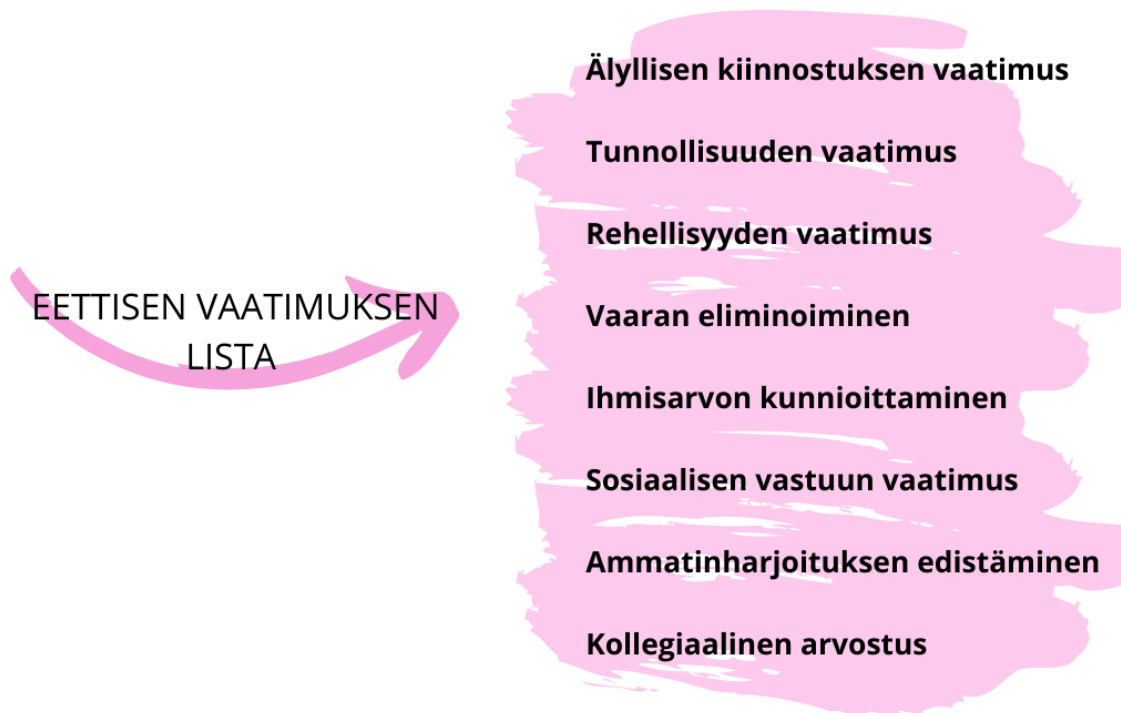 EETTISEN VAATIMUKSEN
LISTA
Älyllisen kiinnostuksen vaatimus
Tunnollisuuden vaatimus
Rehellisyyden vaatimus
Vaaran eliminoiminen
Ihmisarvon kunnioittaminen
Sosiaalisen vastuun vaatimus
Ammatinharjoituksen edistäminen
Kollegiaalinen arvostus